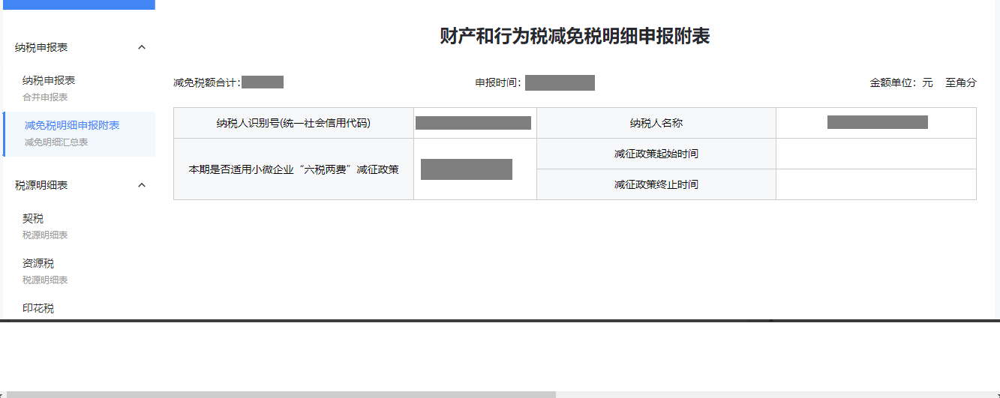 财产和行为税减免税明细申报附表
纳税申报表
纳税申报表
合并申报表
减免税明细申报附表
减免明细汇总表
税源明细表
契税
税源明细表
资源税
税源明细表
印花税
减免税额合计： 申报时间： 金额单位：元 至角分
纳税人识别号(统一社会信用代码) 纳税人名称
本期是否适用小微企业“六税两费”减征政策 减征政策起始时间
减征政策终止时间